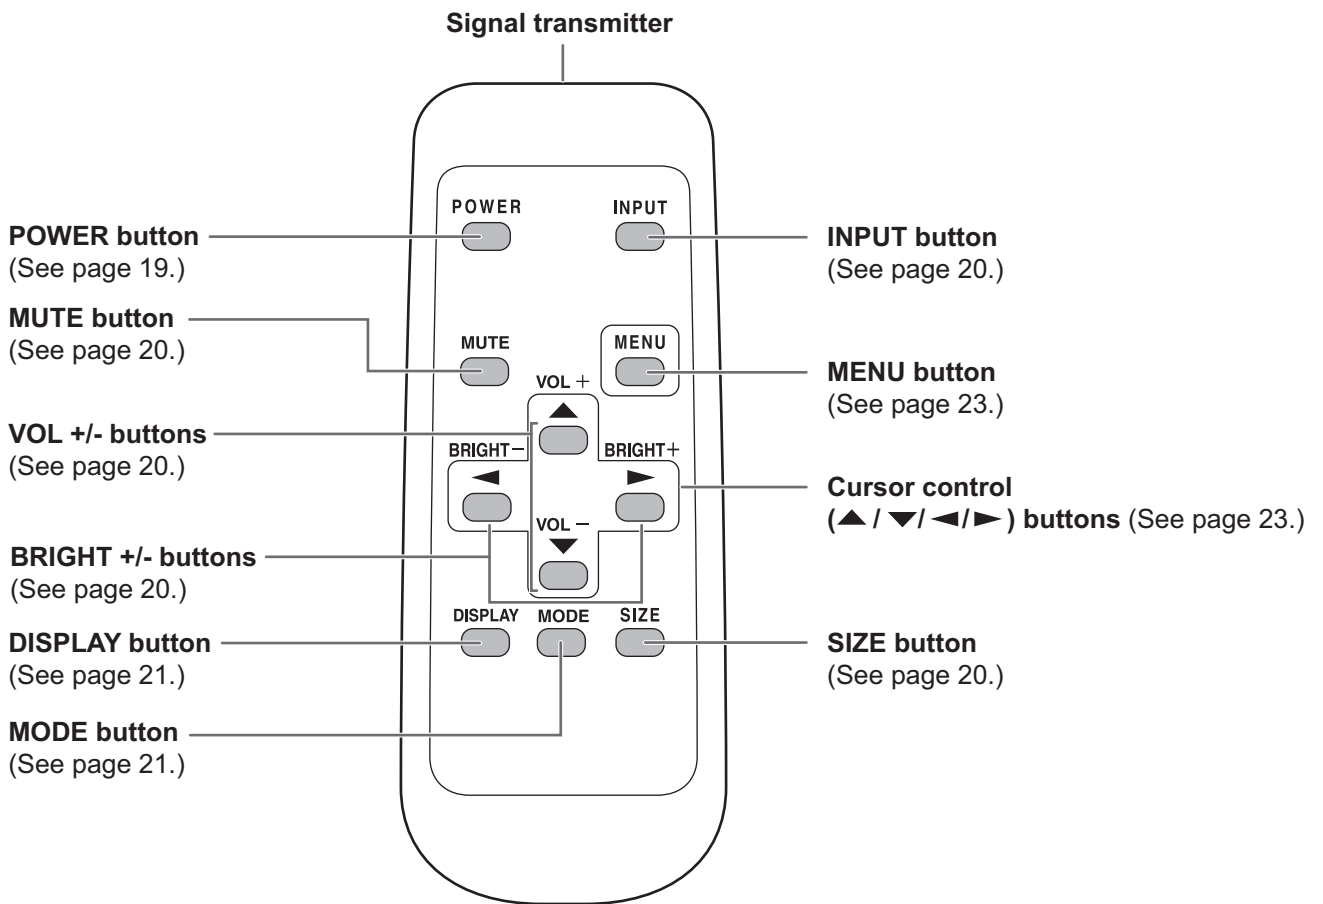 Signal transmitter
POWER button
(See page 19.)
MUTE button
(See page 20.)
VOL +/- buttons
(See page 20.)
BRIGHT +/- buttons
(See page 20.)
DISPLAY button
(See page 21.)
MODE button
(See page 21.)
POWER
INPUT
MUTE
MENU
VOL +
BRIGHT−
BRIGHT+
VOL −
DISPLAY
MODE
SIZE
INPUT button
(See page 20.)
MENU button
(See page 23.)
Cursor control
(▲ / ▼/ ◄/► ) buttons (See page 23.)
SIZE button
(See page 20.)